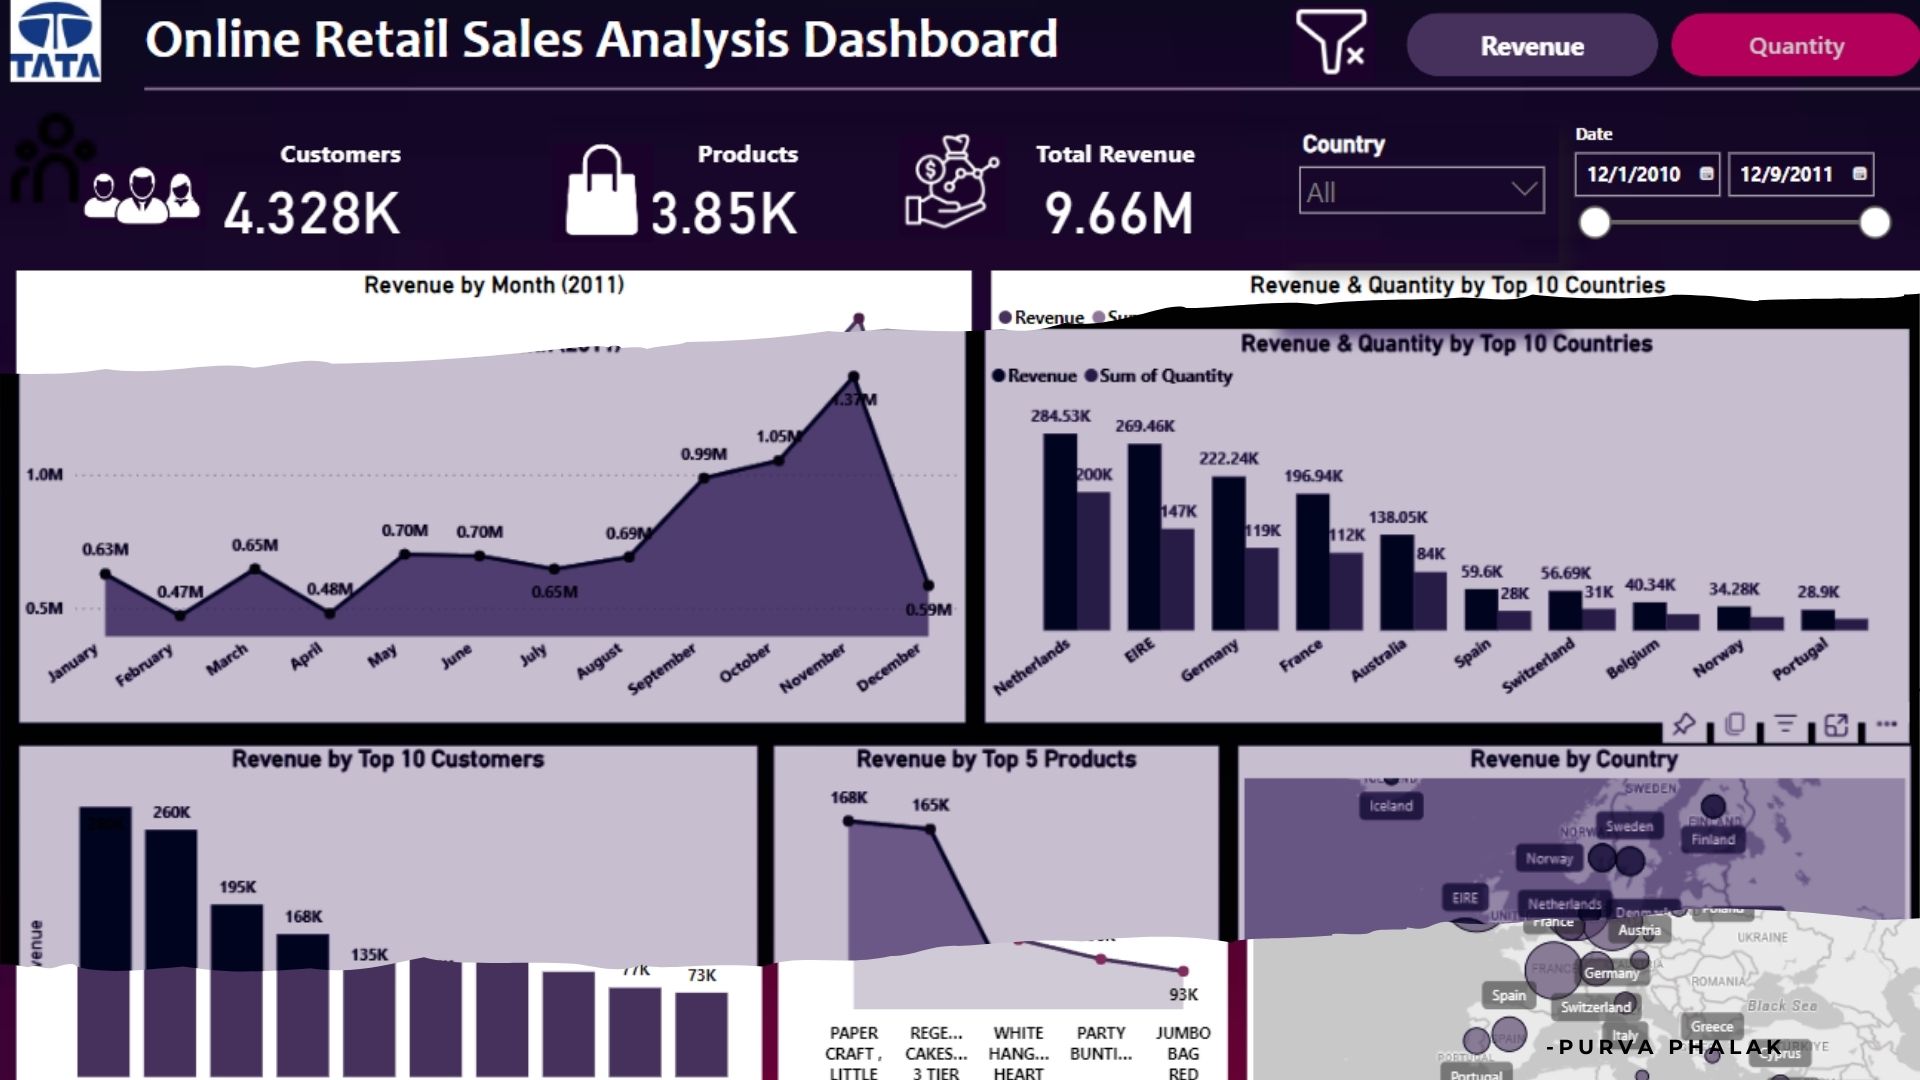 TATA
Online Retail Sales Analysis Dashboard
Revenue
Quantity
Customers
4.328K
Products
3.85K
Total Revenue
9.66M
Country
All
Date
12/1/2010
12/9/2011
Revenue by Month (2011)
1.0M
0.5M
0.63M
0.47M
0.65M
0.48M
0.70M
0.70M
0.65M
0.69M
0.99M
1.05M
1.37M
0.59M
January
February
March
April
May
June
July
August
September
October
November
December
Revenue & Quantity by Top 10 Countries
Revenue
Revenue & Quantity by Top 10 Countries
Revenue Sum of Quantity
284.53K
200K
269.46K
147K
222.24K
119K
196.94K
112K
138.05K
84K
59.6K
28K
56.69K
31K
40.34K
34.28K
28.9K
Netherlands
EIRE
Germany
France
Australia
Spain
Switzerland
Belgium
Norway
Portugal
Revenue by Top 10 Customers
260K
195K
168K
135K
77K
73K
Revenue by Top 5 Products
168K
165K
93K
PAPER CRAFT , LITTLE
REGE... CAKES... 3 TIER
WHITE HANG... HEART
PARTY BUNTI...
JUMBO BAG RED
Revenue by Country
Iceland
SWEDEN
Sweden
FINLAND
Finland
Norway
EIRE
Netherlands
Denmark
Poland
France
Austria
UKRAINE
FRANCE
Germany
ROMANIA
Spain
Switzerland
Black Sea
Italy
Greece
SPAIN
Cyprus
PORTUGAL
Portugal
-PURVA PHALAK